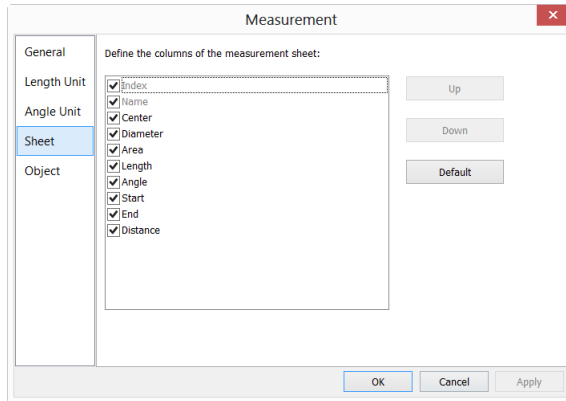 Measurement
General
Length Unit
Angle Unit
Sheet
Object
Define the columns of the measurement sheet:
Index
Name
Center
Diameter
Area
Length
Angle
Start
End
Distance
Up
Down
Default
OK
Cancel
Apply